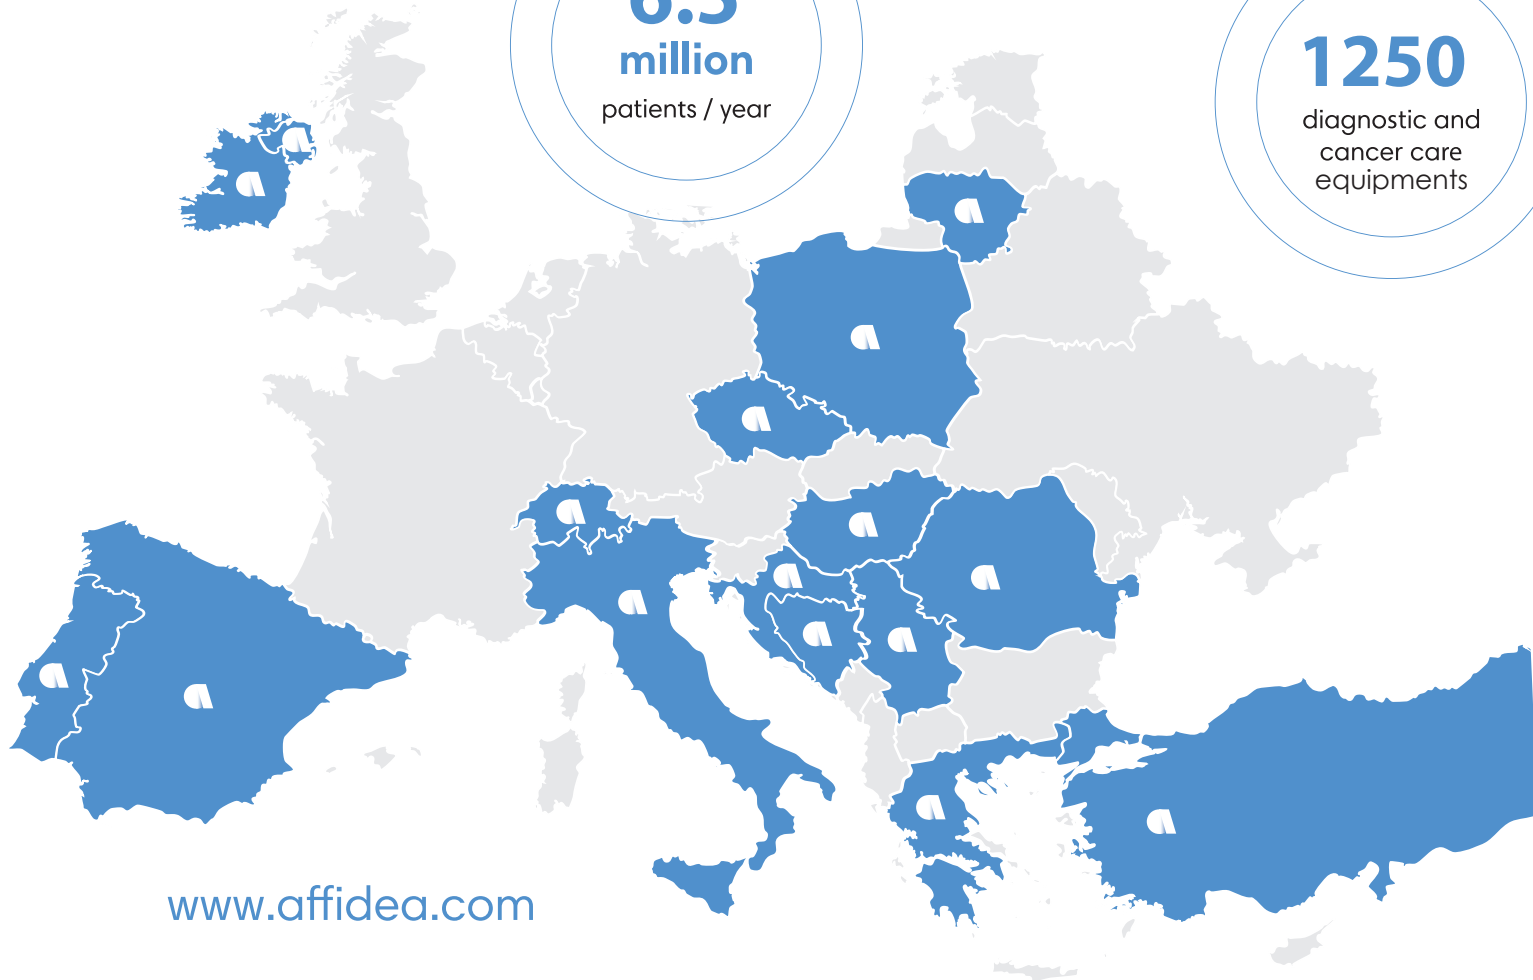 million
patients / year
1250
diagnostic and
cancer care
equipments
www.affidea.com